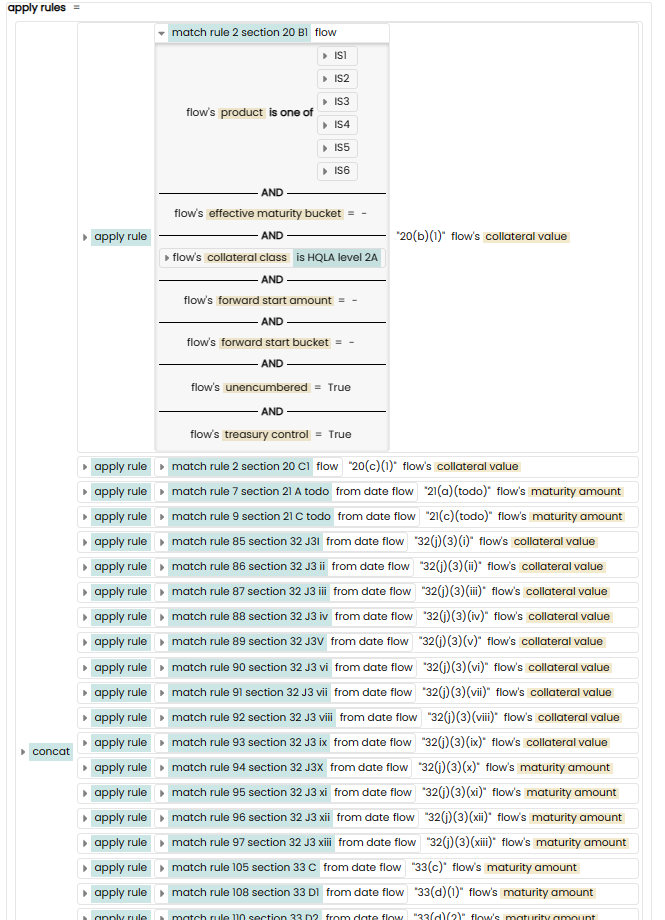 apply rules =
match rule 2 section 20 B1 flow
IS1
IS2
IS3
flow's product is one of
IS4
IS5
IS6
AND
flow's effective maturity bucket = -
AND
apply rule "20(b)(1)" flow's collateral value
flow's collateral class is HQLA level 2A
AND
flow's forward start amount = -
AND
flow's forward start bucket = -
AND
flow's unencumbered = True
AND
flow's treasury control = True
apply rule match rule 2 section 20 C1 flow "20(c)(1)" flow's collateral value
apply rule match rule 7 section 21 A todo from date flow "21(a)(todo)" flow's maturity amount
apply rule match rule 9 section 21 C todo from date flow "21(c)(todo)" flow's maturity amount
apply rule match rule 85 section 32 J3I from date flow "32(j)(3)(i)" flow's collateral value
apply rule match rule 86 section 32 J3 ii from date flow "32(j)(3)(ii)" flow's collateral value
apply rule match rule 87 section 32 J3 iii from date flow "32(j)(3)(iii)" flow's collateral value
apply rule match rule 88 section 32 J3 iv from date flow "32(j)(3)(iv)" flow's collateral value
apply rule match rule 89 section 32 J3V from date flow "32(j)(3)(v)" flow's collateral value
apply rule match rule 90 section 32 J3 vi from date flow "32(j)(3)(vi)" flow's collateral value
apply rule match rule 91 section 32 J3 vii from date flow "32(j)(3)(vii)" flow's collateral value
apply rule match rule 92 section 32 J3 viii from date flow "32(j)(3)(viii)" flow's collateral value
apply rule match rule 93 section 32 J3 ix from date flow "32(j)(3)(ix)" flow's collateral value
concat
apply rule match rule 94 section 32 J3X from date flow "32(j)(3)(x)" flow's maturity amount
apply rule match rule 95 section 32 J3 xi from date flow "32(j)(3)(xi)" flow's maturity amount
apply rule match rule 96 section 32 J3 xii from date flow "32(j)(3)(xii)" flow's maturity amount
apply rule match rule 97 section 32 J3 xiii from date flow "32(j)(3)(xiii)" flow's maturity amount
apply rule match rule 105 section 33 C from date flow "33(c)" flow's maturity amount
apply rule match rule 108 section 33 D1 from date flow "33(d)(1)" flow's maturity amount
apply rule match rule 110 section 33 D2 from date flow "33(d)(2)" flow's maturity amount